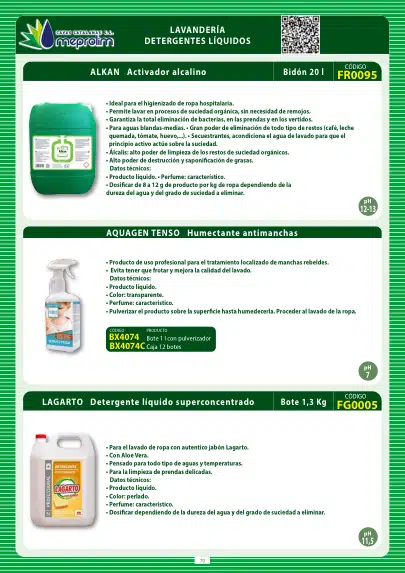 CAYPE CATALANES S.L.
meprolim
LAVANDERÍA
DETERGENTES LÍQUIDOS
ALKAN Activador alcalino
Bidón 20 l
CÓDIGO
FR0095
• Ideal para el higienizado de ropa hospitalaria.
• Permite lavar en procesos de suciedad orgánica, sin necesidad de remojos.
• Garantiza la total eliminación de bacterias, en las prendas y en los vertidos.
• Para aguas blandas-medias. • Gran poder de eliminación de todo tipo de restos (café, leche
quemada, tómate, huevo,...). • Secuestrantes, acondiciona el agua de lavado para que el
principio activo actúe sobre la suciedad.
• Álcalis: alto poder de limpieza de los restos de suciedad orgánicos.
• Alto poder de destrucción y saponificación de grasas.
Datos técnicos:
• Producto líquido. • Perfume: característico.
• Dosificar de 8 a 12 g de producto por kg de ropa dependiendo de la
dureza del agua y del grado de suciedad a eliminar.
pH
12-13
AQUAGEN TENSO Humectante antimanchas
• Producto de uso profesional para el tratamiento localizado de manchas rebeldes.
• Evita tener que frotar y mejora la calidad del lavado.
Datos técnicos:
• Producto líquido.
• Color: transparente.
• Perfume: característico.
• Pulverizar el producto sobre la superficie hasta humedecerla. Proceder al lavado de la ropa.
CÓDIGO PRODUCTO
BX4074 Bote 1 l con pulverizador
BX4074C Caja 12 botes
pH
7
LAGARTO Detergente líquido superconcentrado
Bote 1,3 Kg
CÓDIGO
FG0005
LAGARTO
• Para el lavado de ropa con autentico jabón Lagarto.
• Con Aloe Vera.
• Pensado para todo tipo de aguas y temperaturas.
• Para la limpieza de prendas delicadas.
Datos técnicos:
• Producto líquido.
• Color: perlado.
• Perfume: característico.
• Dosificar dependiendo de la dureza del agua y del grado de suciedad a eliminar.
pH
11,5